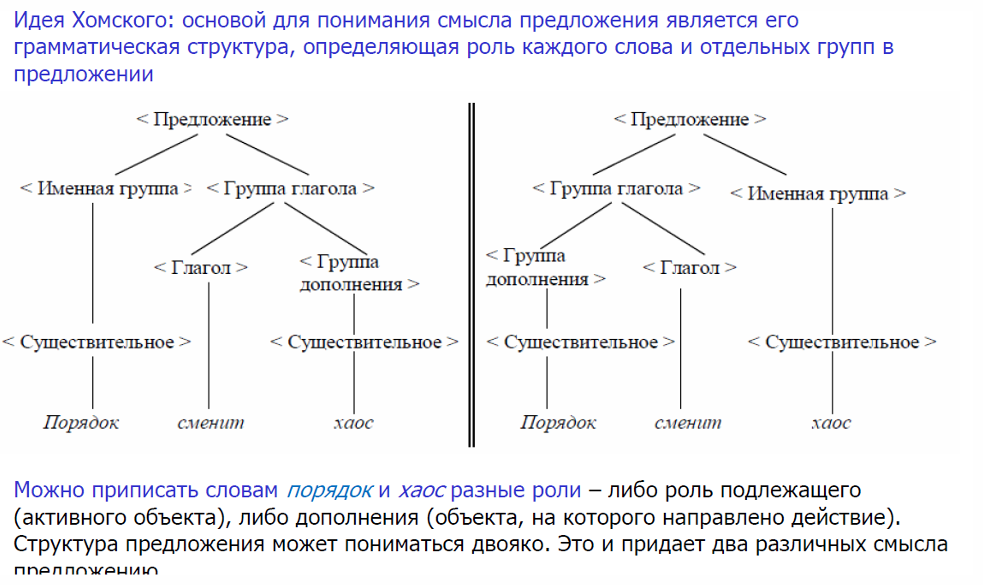 Идея Хомского: основой для понимания смысла предложения является его
грамматическая структура, определяющая роль каждого слова и отдельных групп в
предложении
< Предложение >
< Именная группа > < Группа глагола >
< Глагол >
< Группа
дополнения >
< Существительное > < Существительное >
Порядок сменит хаос
< Предложение >
< Группа глагола > < Именная группа >
< Группа
дополнения >
< Глагол >
< Существительное > < Существительное >
Порядок сменит хаос
Можно приписать словам порядок и хаос разные роли – либо роль подлежащего
(активного объекта), либо дополнения (объекта, на которого направлено действие).
Структура предложения может пониматься двояко. Это и придает два различных смысла
предложению